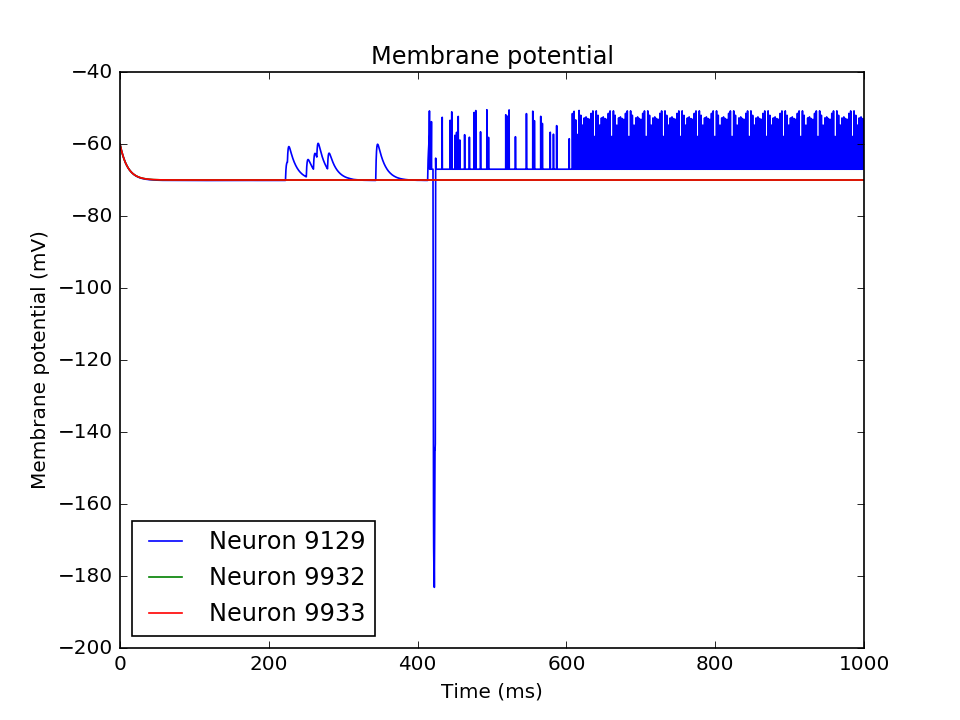 Membrane potential
Membrane potential (mV)
−40
−60
−80
−100
−120
−140
−160
−180
−200
Neuron 9129
Neuron 9932
Neuron 9933
0 200 400 600 800 1000
Time (ms)